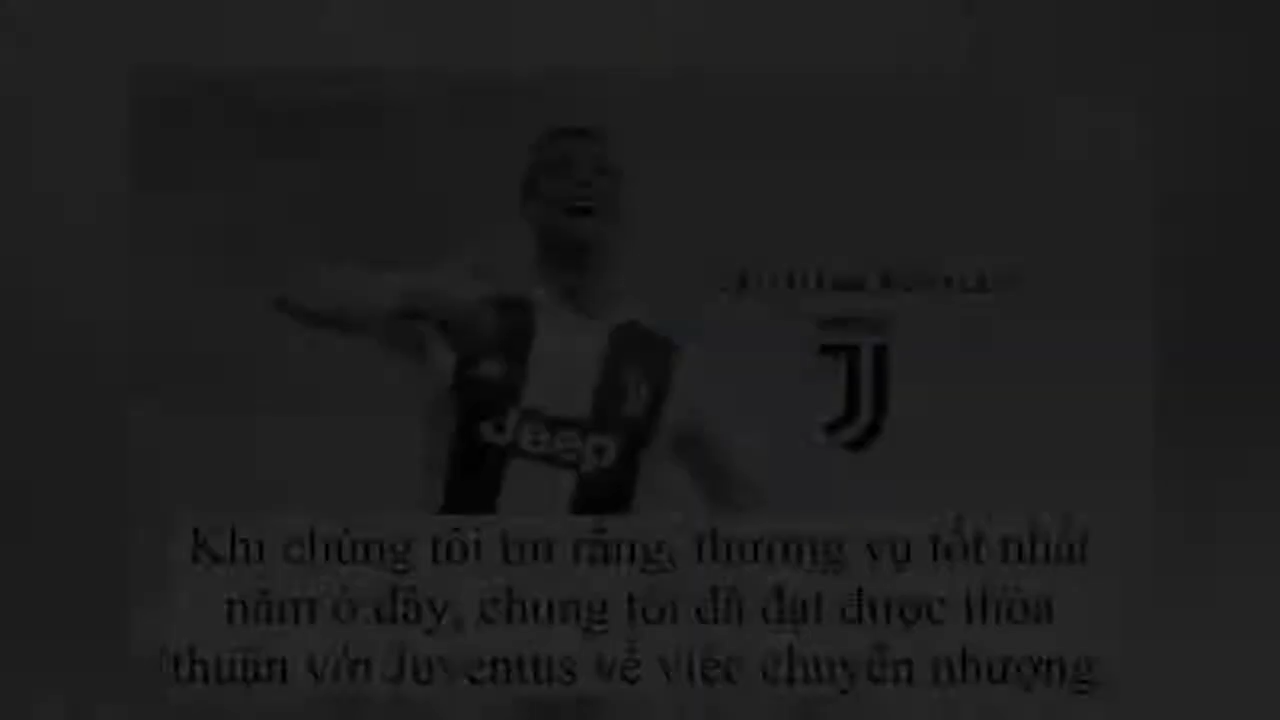 Jeep
Khi chúng tôi tin rằng, thương vụ tốt nhất
nằm ở đây, chúng tôi đã đạt được thỏa
thuận với Juventus về việc chuyển nhượng